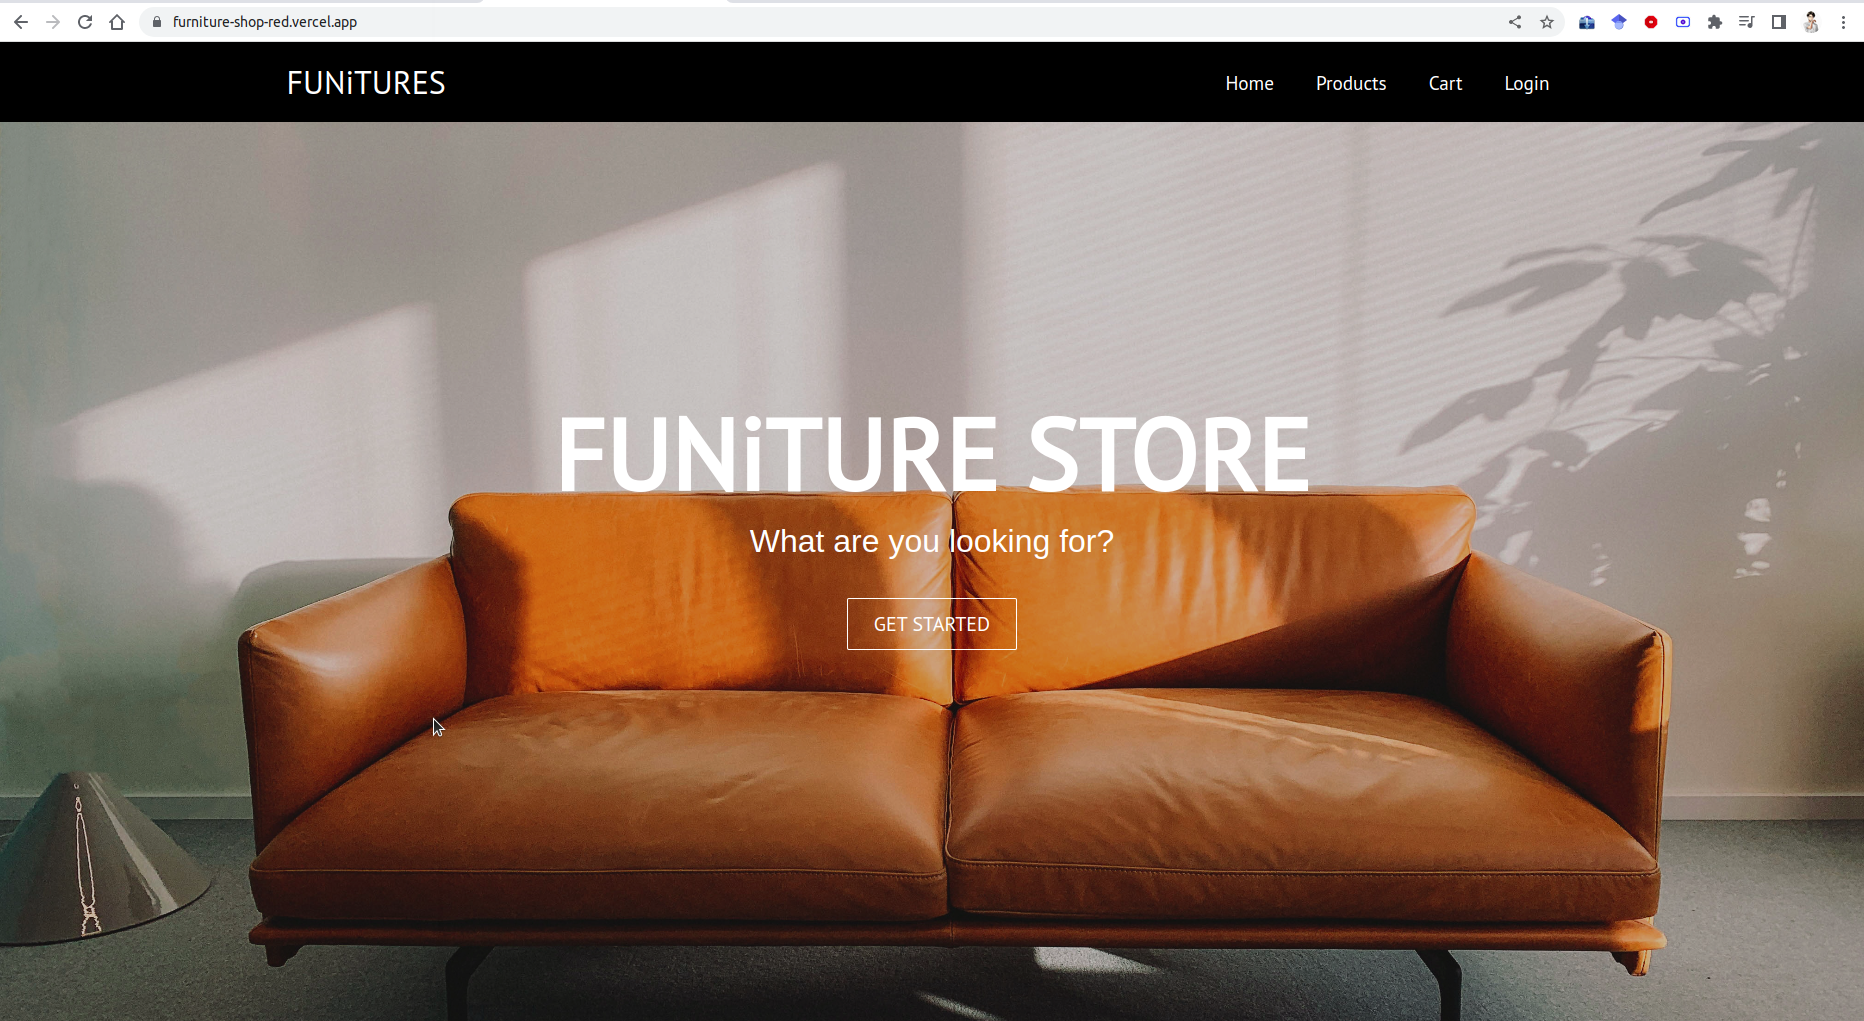 furniture-shop-red.vercel.app
FUNiTURES
Home Products Cart Login
FUNiTURE STORE
What are you looking for?
GET STARTED